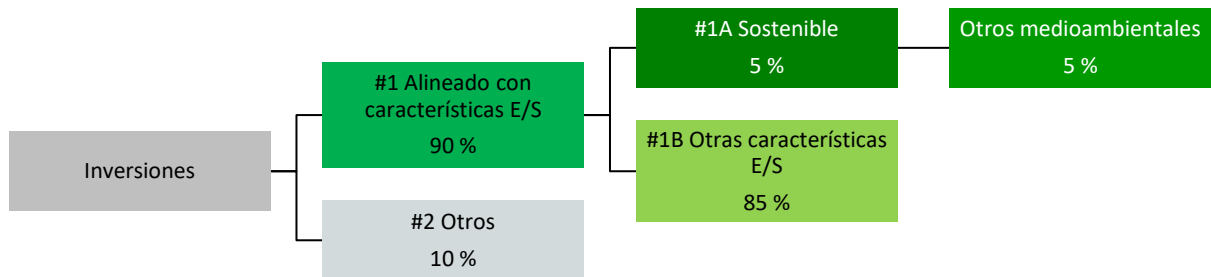 #1A Sostenible
5 %
Otros medioambientales
5 %
#1 Alineado con
características E/S
90 %
#1B Otras características
E/S
85 %
Inversiones
#2 Otros
10 %